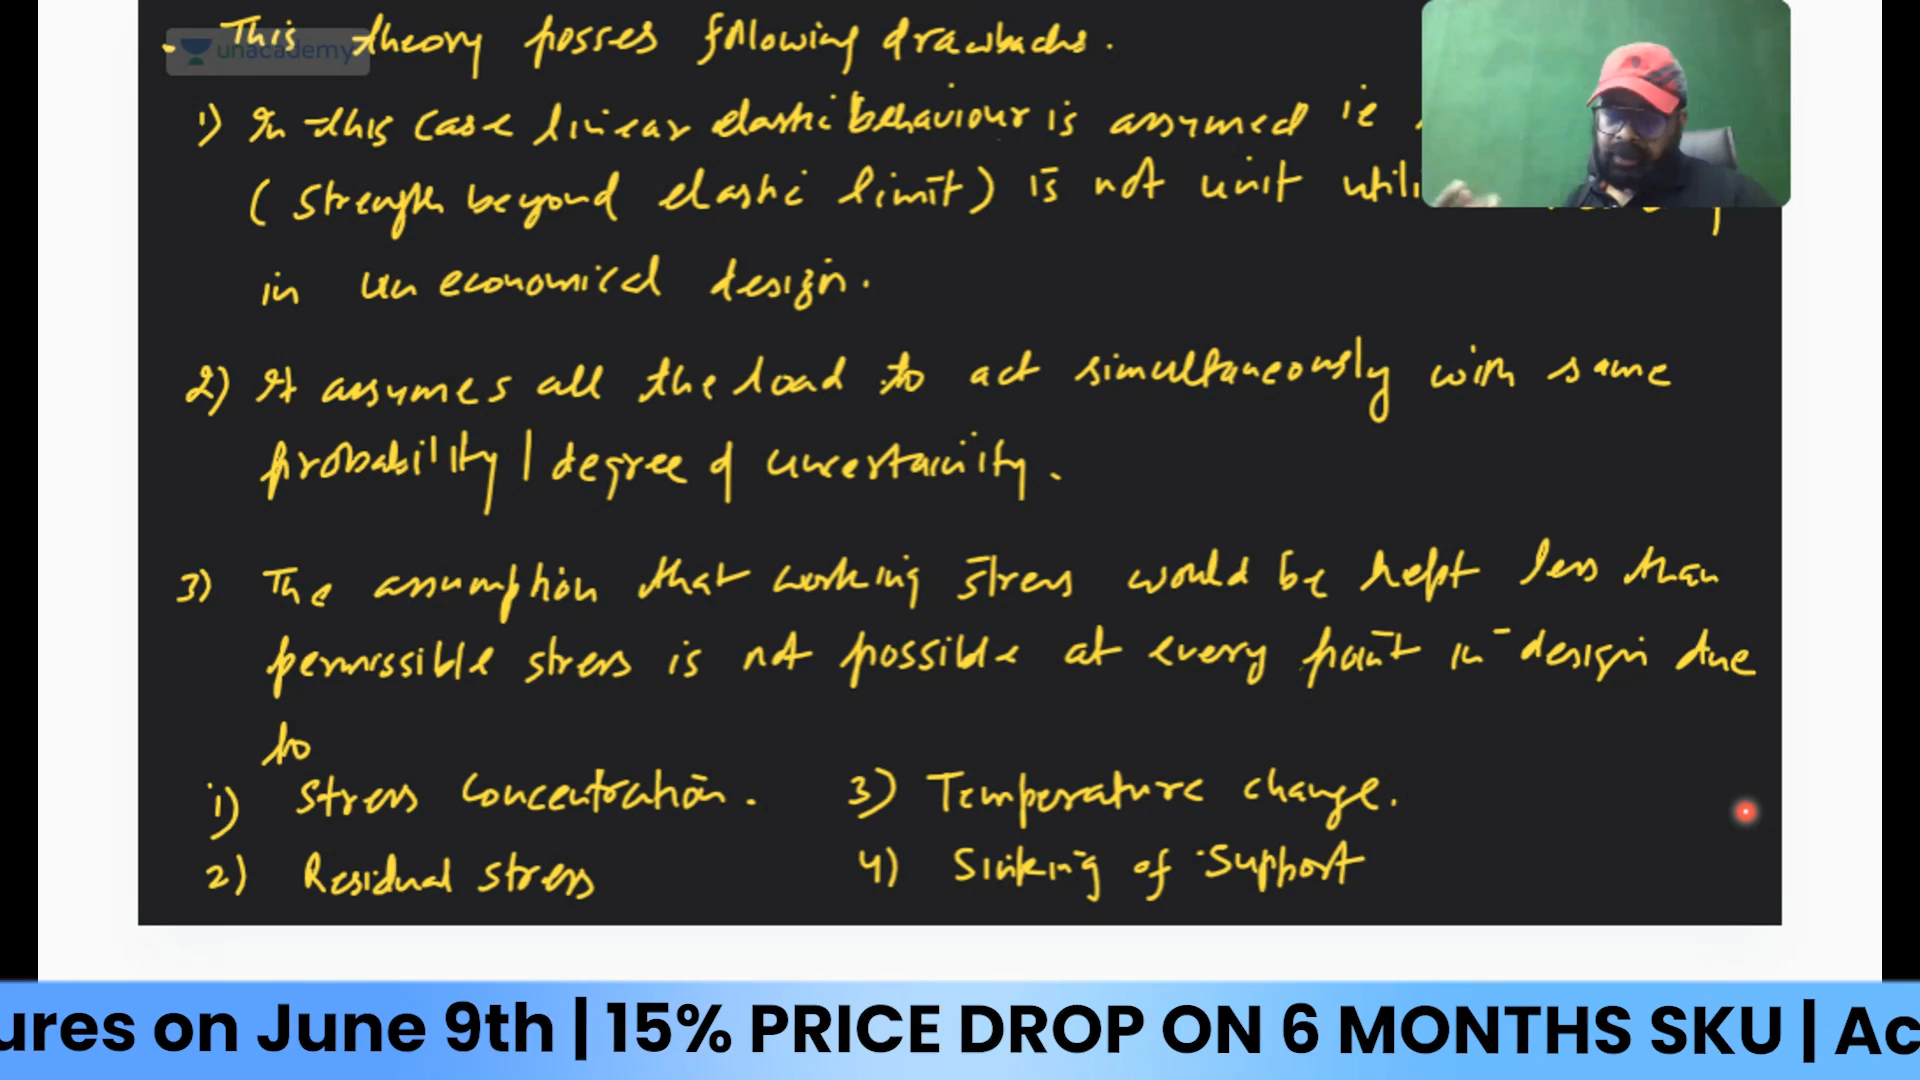 - This theory posses following drawbacks.
unacademy
1) In this case linear elastic behaviour is assumed ie
( strength beyond elastic limit ) is not unit utili
in un economical design.
2) It assumes all the load to act simultaneously with same
probability | degree of uncertainity.
3) The assumption that working stress would be kept less than
permissible stress is not possible at every point in design due
to
i) Stress concentration. 3) Temperature change.
2) Residual stress 4) Sinking of Support
ures on June 9th | 15% PRICE DROP ON 6 MONTHS SKU | Ac